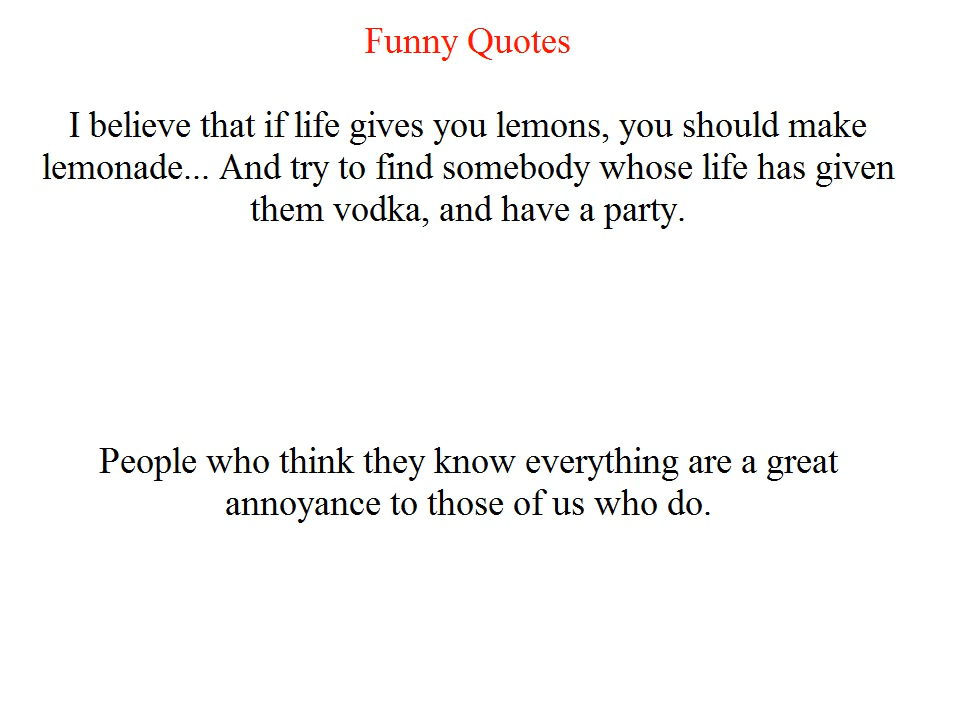 Funny Quotes
I believe that if life gives you lemons, you should make
lemonade... And try to find somebody whose life has given
them vodka, and have a party.
People who think they know everything are a great
annoyance to those of us who do.